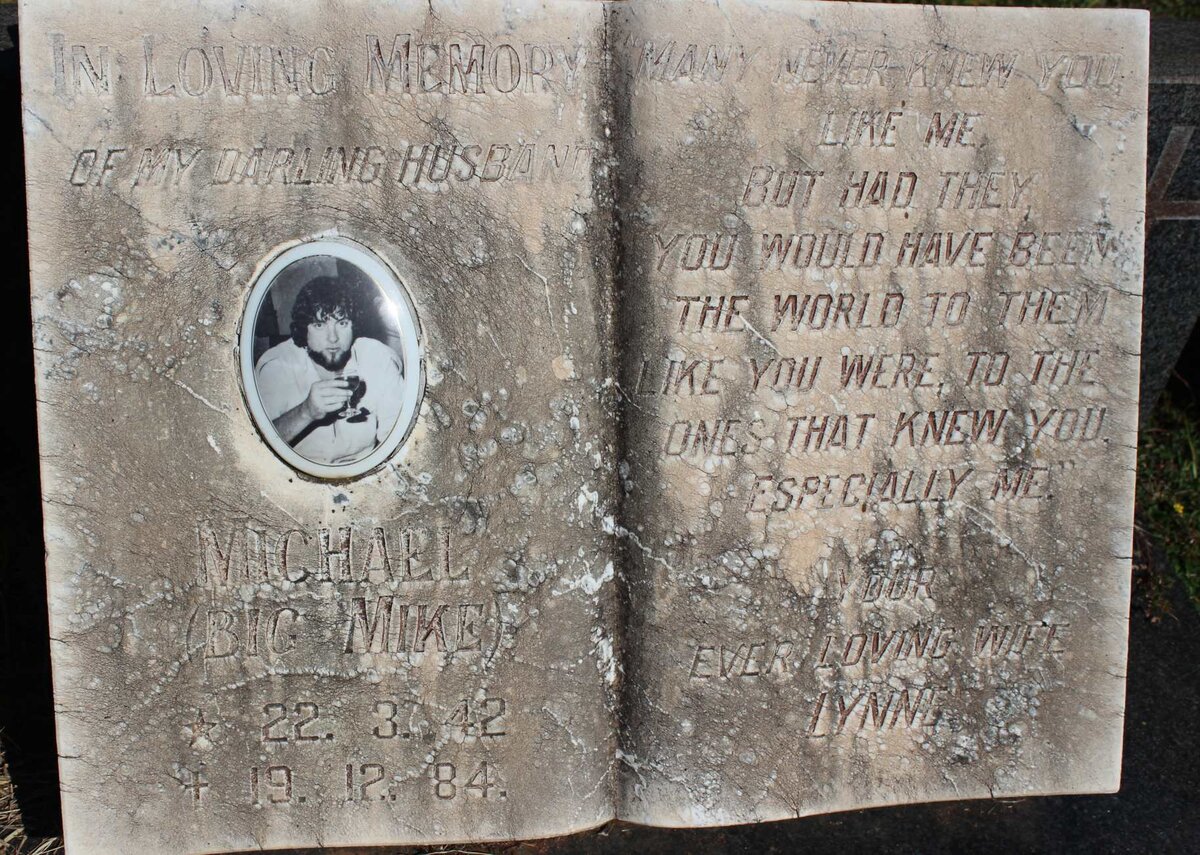 IN LOVING MEMORY
OF MY DARLING HUSBAND
MICHAEL
(BIG MIKE)
22. 3. 42
19. 12. 84.
"MANY NEVER KNEW YOU,
LIKE ME,
BUT HAD THEY,
YOU WOULD HAVE BEEN
THE WORLD TO THEM
LIKE YOU WERE, TO THE
ONES THAT KNEW YOU.
ESPECIALLY ME."
YOUR
EVER LOVING WIFE
LYNNE